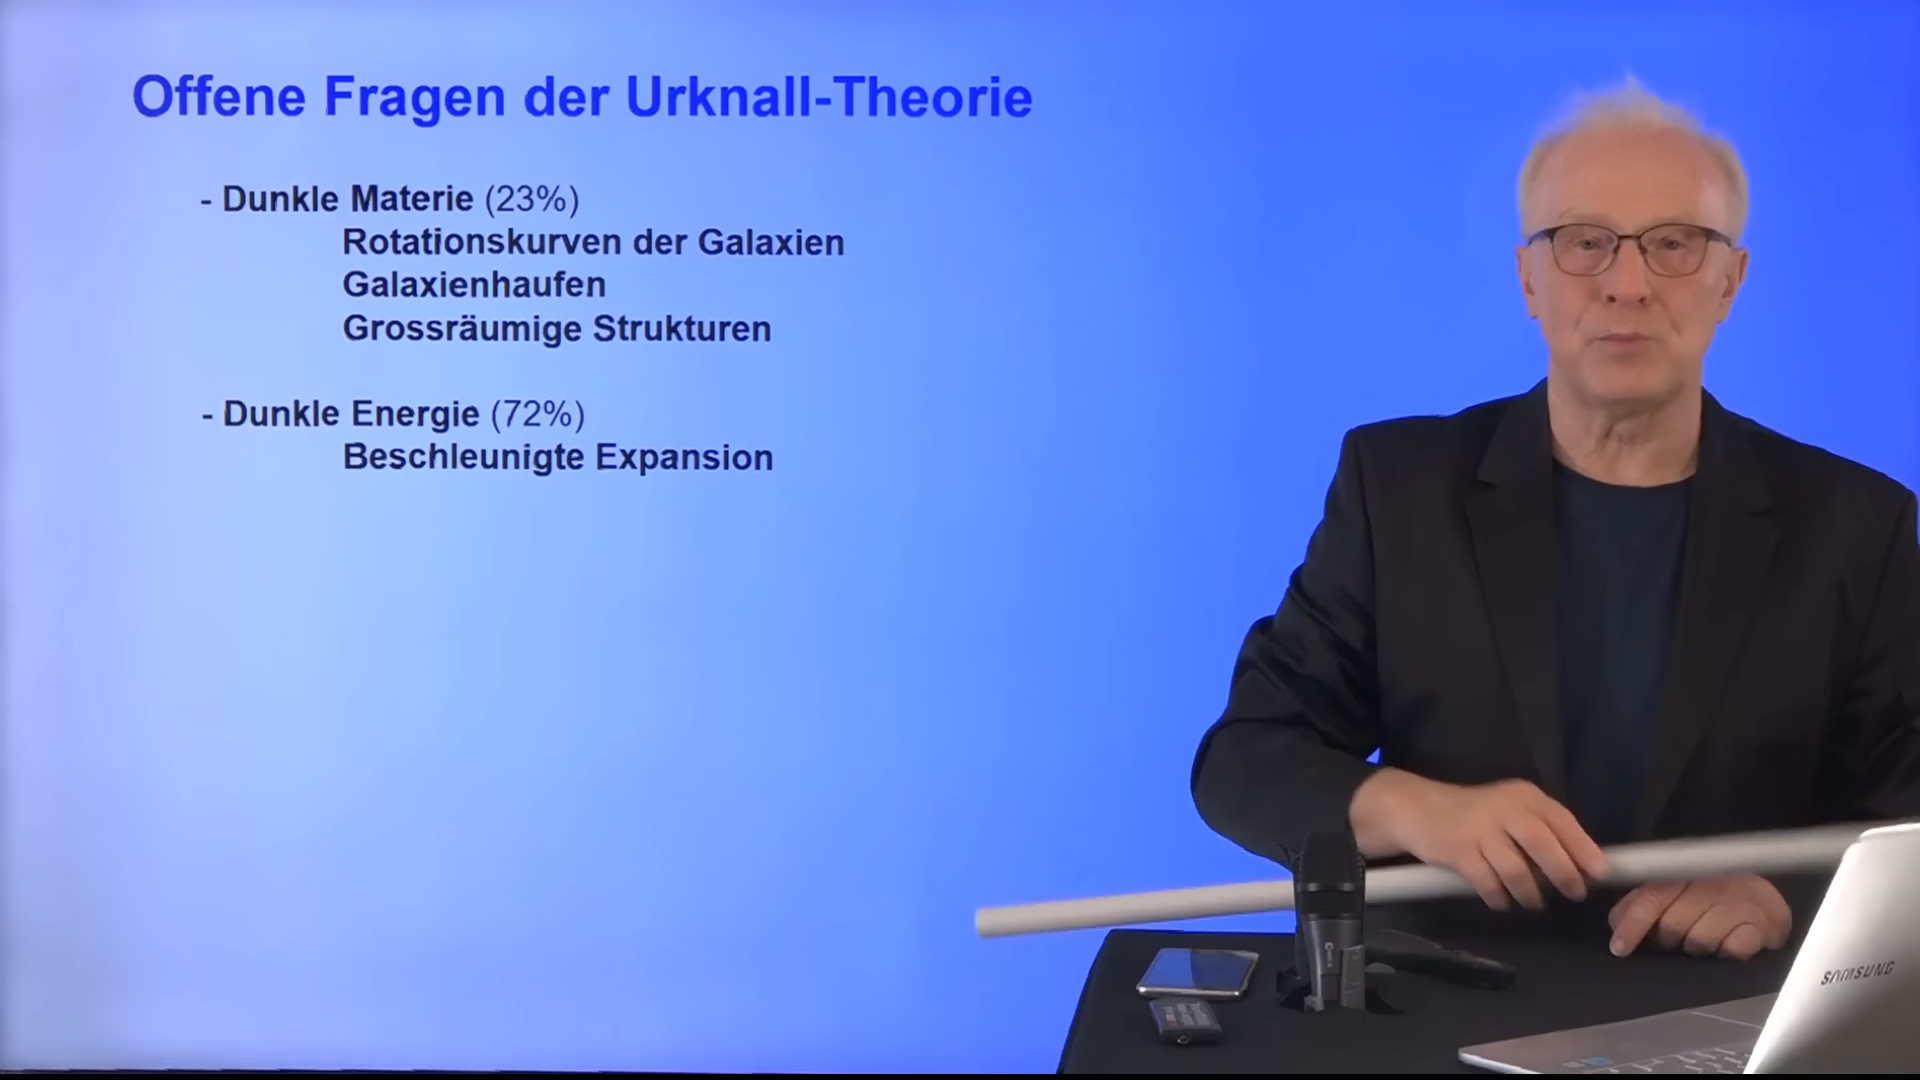 Offene Fragen der Urknall-Theorie
- Dunkle Materie (23%)
Rotationskurven der Galaxien
Galaxienhaufen
Grossräumige Strukturen
- Dunkle Energie (72%)
Beschleunigte Expansion
SAMSUNG